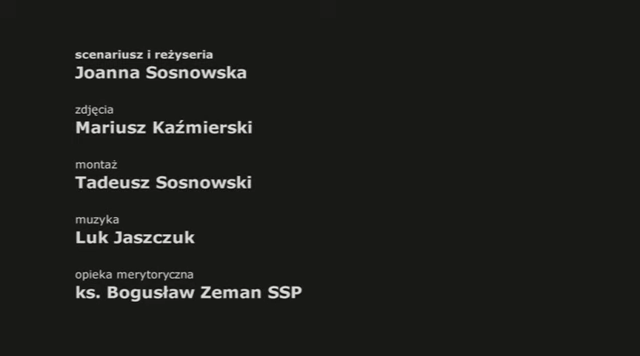 scenariusz i reżyseria
Joanna Sosnowska
zdjęcia
Mariusz Kaźmierski
montaż
Tadeusz Sosnowski
muzyka
Luk Jaszczuk
opieka merytoryczna
ks. Bogusław Zeman SSP